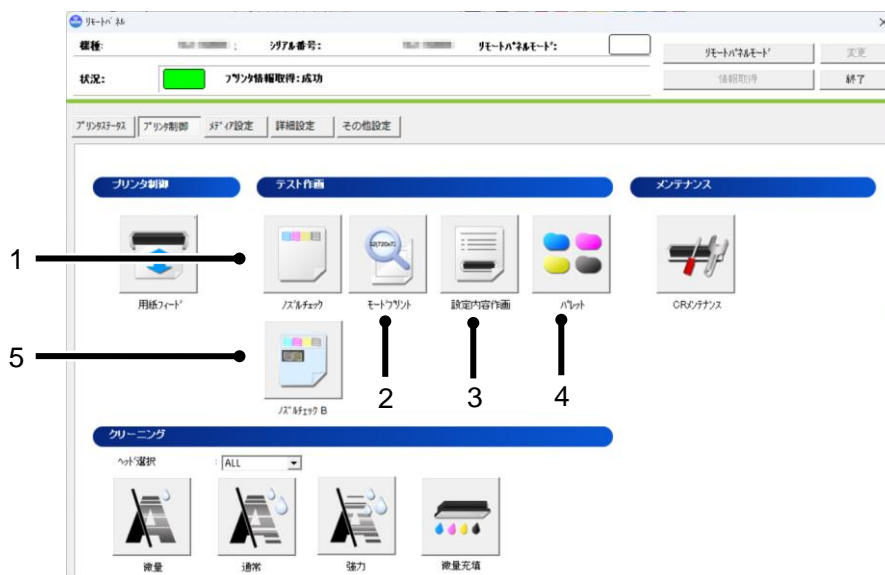 リモートパネル
機種: シリアル番号: リモートパネルモード:
リモートパネルモード 変更
状況: プリンタ情報取得:成功
情報取得 終了
プリンタステータス プリンタ制御 メディア設定 詳細設定 その他設定
プリンタ制御 テスト作画 メンテナンス
1
用紙フィード ノズルチェック モードプリント 設定内容作画 パレット CRメンテナンス
5
2 3 4
ノズルチェック B
クリーニング
ヘッド選択 : ALL
微量 通常 強力 微量充填